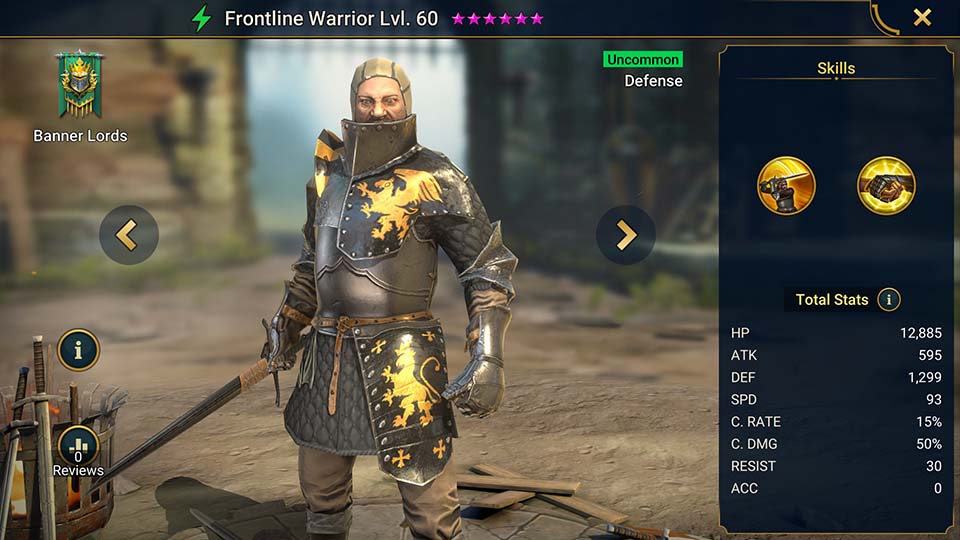 Frontline Warrior Lvl. 60
Banner Lords
Uncommon
Defense
0
Reviews
Skills
Total Stats
HP 12,885
ATK 595
DEF 1,299
SPD 93
C. RATE 15%
C. DMG 50%
RESIST 30
ACC 0